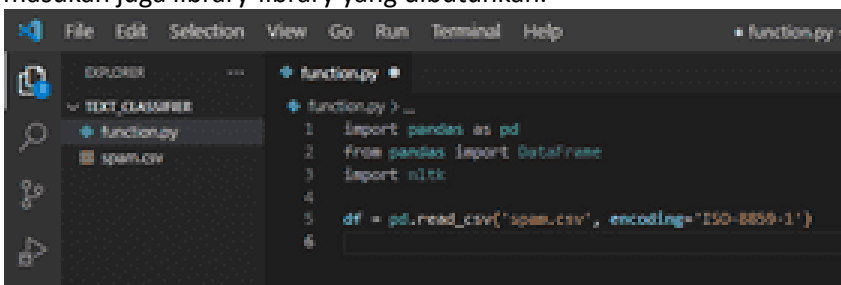 masukan juga library-library yang dibutuhkan.
File Edit Selection View Go Run Terminal Help ● function.py -
EXPLORER ... function.py ●
TEXT_CLASSIFIER function.py > ...
function.py 1 import pandas as pd
spam.csv 2 from pandas import DataFrame
3 import nltk
4
5 df = pd.read_csv('spam.csv', encoding='ISO-8859-1')
6